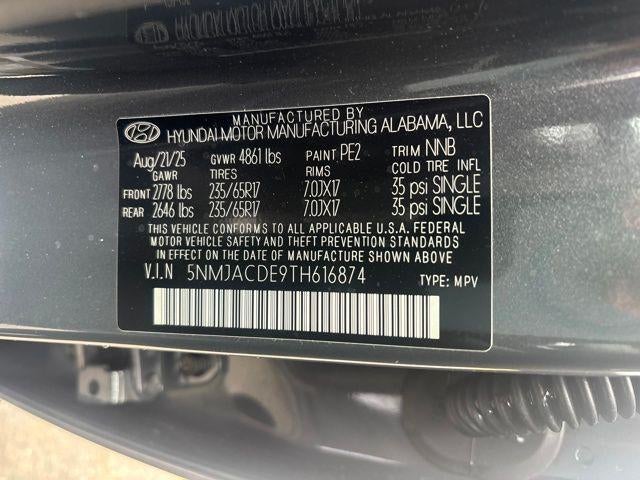 MANUFACTURED BY
HYUNDAI MOTOR MANUFACTURING ALABAMA, LLC
Aug/21/25 GVWR 4861 lbs PAINT PE2 TRIM NNB
GAWR TIRES RIMS COLD TIRE INFL
FRONT 2778 lbs 235/65R17 7.0JX17 35 psi SINGLE
REAR 2646 lbs 235/65R17 7.0JX17 35 psi SINGLE
THIS VEHICLE CONFORMS TO ALL APPLICABLE U.S.A. FEDERAL
MOTOR VEHICLE SAFETY AND THEFT PREVENTION STANDARDS
IN EFFECT ON THE DATE OF MANUFACTURE SHOWN ABOVE
V.I.N 5NMJACDE9TH616874 TYPE: MPV